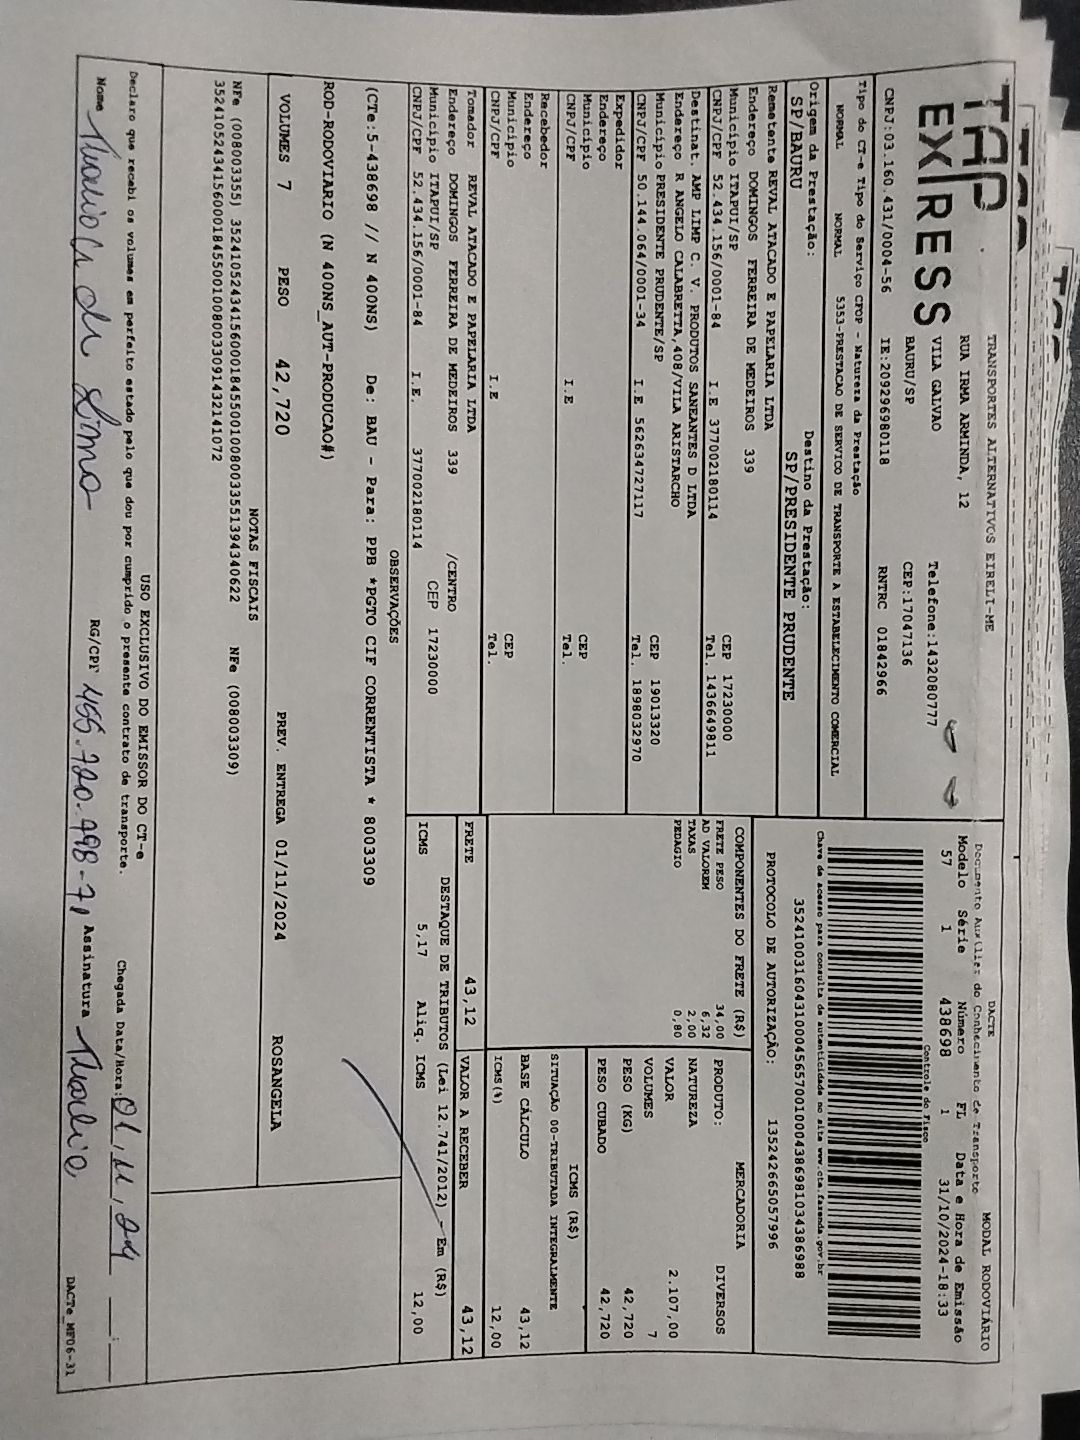 TAP
EXPRESS
TRANSPORTES ALTERNATIVOS EIRELI-ME
RUA IRMA ARMINDA, 12
VILA GALVAO Telefone:1432080777
BAURU/SP CEP:17047136
CNPJ:03.160.431/0004-56 IE:209296980118 RNTRC 01842966
DACTE MODAL RODOVIÁRIO
Documento Auxiliar do Conhecimento de Transporte
Modelo Série Número FL Data e Hora de Emissão
57 1 438698 1 31/10/2024-18:33
Controle do Fisco
Chave de acesso para consulta de autenticidade no site www.cte.fazenda.gov.br
35241003160431000456570010004386981034386988
PROTOCOLO DE AUTORIZAÇÃO: 135242665057996
Tipo do CT-e Tipo do Serviço CFOP - Natureza da Prestação
NORMAL NORMAL 5353-PRESTACAO DE SERVICO DE TRANSPORTE A ESTABELECIMENTO COMERCIAL
Origem da Prestação: Destino da Prestação:
SP/BAURU SP/PRESIDENTE PRUDENTE
Remetente REVAL ATACADO E PAPELARIA LTDA
Endereço DOMINGOS FERREIRA DE MEDEIROS 339
Município ITAPUI/SP CEP 17230000
CNPJ/CPF 52.434.156/0001-84 I.E 377002180114 Tel. 1436649811
Destinat. AMP LIMP C. V. PRODUTOS SANEANTES D LTDA
Endereço R ANGELO CALABRETTA,408/VILA ARISTARCHO
Município PRESIDENTE PRUDENTE/SP CEP 19013320
CNPJ/CPF 50.144.064/0001-34 I.E 562634727117 Tel. 1898032970
Expedidor
Endereço
Município CEP
CNPJ/CPF I.E Tel.
Recebedor
Endereço
Município CEP
CNPJ/CPF I.E Tel.
Tomador REVAL ATACADO E PAPELARIA LTDA
Endereço DOMINGOS FERREIRA DE MEDEIROS 339 /CENTRO
Município ITAPUI/SP CEP 17230000
CNPJ/CPF 52.434.156/0001-84 I.E. 377002180114
COMPONENTES DO FRETE (R$)
FRETE PESO 34,00
AD VALOREM 6,32
TAXAS 2,00
PEDAGIO 0,80
MERCADORIA
PRODUTO: DIVERSOS
NATUREZA
VALOR 2.107,00
VOLUMES 7
PESO (KG) 42,720
PESO CUBADO 42,720
ICMS (R$)
SITUAÇÃO 00-TRIBUTADA INTEGRALMENTE
BASE CÁLCULO 43,12
ICMS(%) 12,00
FRETE 43,12 VALOR A RECEBER 43,12
DESTAQUE DE TRIBUTOS (Lei 12.741/2012) - Em (R$)
ICMS 5,17 Aliq. ICMS 12,00
OBSERVAÇÕES
(CTe:5-438698 // N 400NS) De: BAU - Para: PPB *PGTO CIF CORRENTISTA * 8003309
ROD-RODOVIARIO (N 400NS_AUT-PRODUCAO#)
VOLUMES 7 PESO 42,720 PREV. ENTREGA 01/11/2024 ROSANGELA
NOTAS FISCAIS
NFe (008003355) 35241052434156000184550010080033551394340622 NFe (008003309)
35241052434156000184550010080033091432141072
USO EXCLUSIVO DO EMISSOR DO CT-e
Declaro que recebi os volumes em perfeito estado pelo que dou por cumprido o presente contrato de transporte. Chegada Data/Hora: 01,11,24 :
Nome RG/CPF 455.720.798-71 Assinatura
DACTe_MF06-31